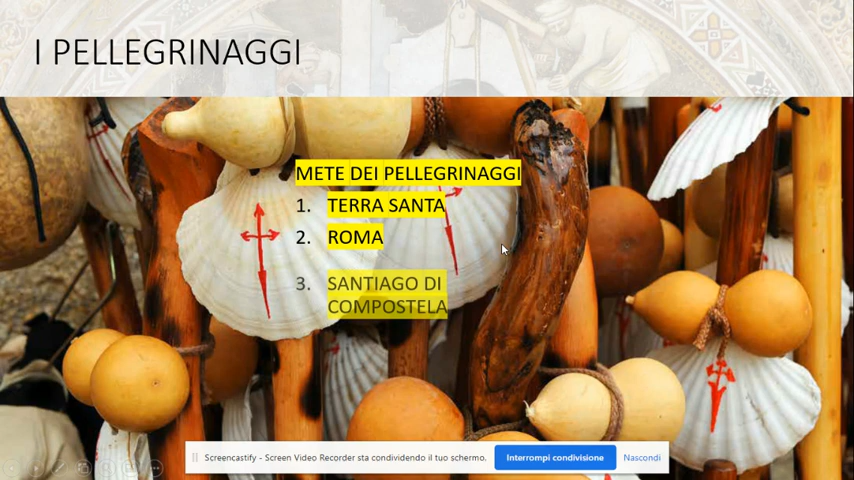 I PELLEGRINAGGI
METE DEI PELLEGRINAGGI
1. TERRA SANTA
2. ROMA
3. SANTIAGO DI
COMPOSTELA
Screencastify - Screen Video Recorder sta condividendo il tuo schermo. Interrompi condivisione Nascondi